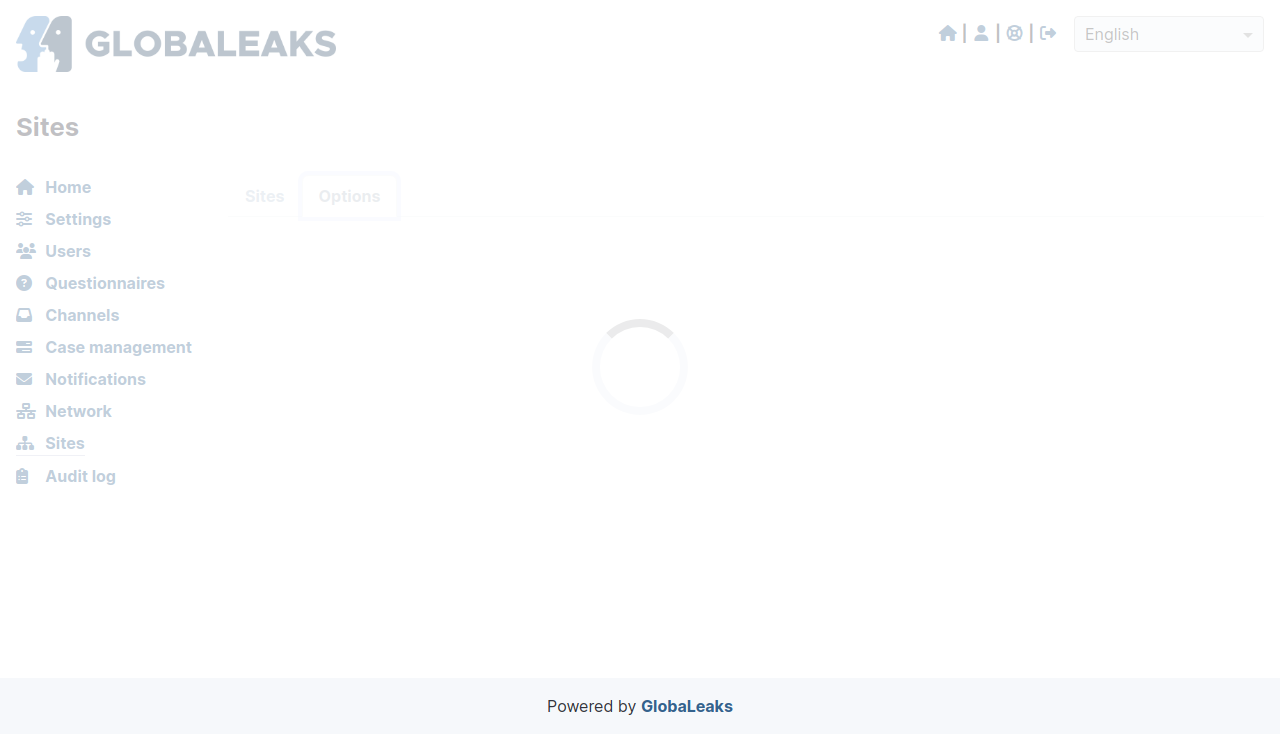 GLOBALEAKS
| | |
English
Sites
Home
Settings
Users
Questionnaires
Channels
Case management
Notifications
Network
Sites
Audit log
Sites Options
Powered by GlobaLeaks